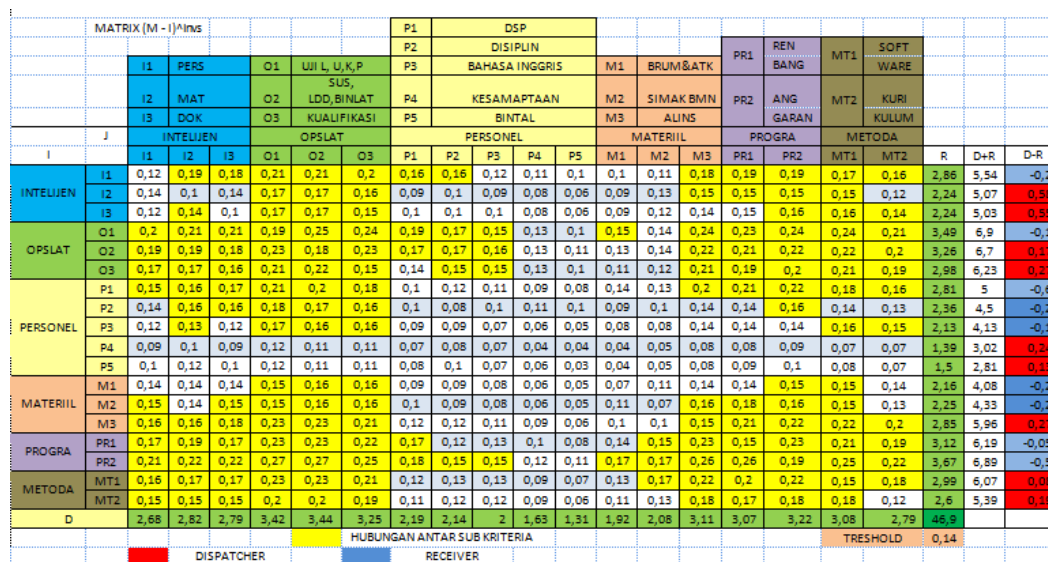 MATRIX (M - I)^Invs P1 DSP
P2 DISIPLIN PR1 REN MT1 SOFT
I1 PERS O1 UJI L, U,K,P P3 BAHASA INGGRIS M1 BRUM&ATK BANG WARE
I2 MAT O2 SUS, LDD,BINLAT P4 KESAMAPTAAN M2 SIMAK BMN PR2 ANG MT2 KURI
I3 DOK O3 KUALIFIKASI P5 BINTAL M3 ALINS GARAN KULUM
J INTELIJEN OPSLAT PERSONEL MATERIIL PROGRA METODA
I I1 I2 I3 O1 O2 O3 P1 P2 P3 P4 P5 M1 M2 M3 PR1 PR2 MT1 MT2 R D+R D-R
INTELIJEN I1 0,12 0,19 0,18 0,21 0,21 0,2 0,16 0,16 0,12 0,11 0,1 0,1 0,11 0,18 0,19 0,19 0,17 0,16 2,86 5,54
I2 0,14 0,1 0,14 0,17 0,17 0,16 0,09 0,1 0,09 0,08 0,06 0,09 0,13 0,15 0,15 0,15 0,15 0,12 2,24 5,07
I3 0,12 0,14 0,1 0,17 0,17 0,15 0,1 0,1 0,1 0,08 0,06 0,09 0,12 0,14 0,15 0,16 0,16 0,14 2,24 5,03
OPSLAT O1 0,2 0,21 0,21 0,19 0,25 0,24 0,19 0,17 0,15 0,13 0,1 0,15 0,14 0,24 0,23 0,24 0,24 0,21 3,49 6,9
O2 0,19 0,19 0,18 0,23 0,18 0,23 0,17 0,17 0,16 0,13 0,11 0,13 0,14 0,22 0,21 0,22 0,22 0,2 3,26 6,7
O3 0,17 0,17 0,16 0,21 0,22 0,15 0,14 0,15 0,15 0,13 0,1 0,11 0,12 0,21 0,19 0,2 0,21 0,19 2,98 6,23
PERSONEL P1 0,15 0,16 0,17 0,21 0,2 0,18 0,1 0,12 0,11 0,09 0,08 0,14 0,13 0,2 0,21 0,22 0,18 0,16 2,81 5
P2 0,14 0,16 0,16 0,18 0,17 0,16 0,1 0,08 0,1 0,11 0,1 0,09 0,1 0,14 0,14 0,16 0,14 0,13 2,36 4,5
P3 0,12 0,13 0,12 0,17 0,16 0,16 0,09 0,09 0,07 0,06 0,05 0,08 0,08 0,14 0,14 0,14 0,16 0,15 2,13 4,13
P4 0,09 0,1 0,09 0,12 0,11 0,11 0,07 0,08 0,07 0,04 0,04 0,04 0,05 0,08 0,08 0,09 0,07 0,07 1,39 3,02
P5 0,1 0,12 0,1 0,12 0,11 0,11 0,08 0,1 0,07 0,06 0,03 0,04 0,05 0,08 0,09 0,1 0,08 0,07 1,5 2,81
MATERIIL M1 0,14 0,14 0,14 0,15 0,16 0,16 0,09 0,09 0,08 0,06 0,05 0,07 0,11 0,14 0,14 0,15 0,15 0,14 2,16 4,08
M2 0,15 0,14 0,15 0,15 0,16 0,16 0,1 0,09 0,08 0,06 0,05 0,11 0,07 0,16 0,18 0,16 0,15 0,13 2,25 4,33
M3 0,16 0,16 0,18 0,23 0,23 0,21 0,12 0,12 0,11 0,09 0,06 0,1 0,1 0,15 0,21 0,22 0,22 0,2 2,85 5,96
PROGRA PR1 0,17 0,19 0,17 0,23 0,23 0,22 0,17 0,12 0,13 0,1 0,08 0,14 0,15 0,23 0,15 0,23 0,21 0,19 3,12 6,19 -0,05
PR2 0,21 0,22 0,22 0,27 0,27 0,25 0,18 0,15 0,15 0,12 0,11 0,17 0,17 0,26 0,26 0,19 0,25 0,22 3,67 6,89
METODA MT1 0,16 0,17 0,17 0,23 0,23 0,21 0,12 0,13 0,13 0,09 0,07 0,13 0,17 0,22 0,2 0,22 0,15 0,18 2,99 6,07
MT2 0,15 0,15 0,15 0,2 0,2 0,19 0,11 0,12 0,12 0,09 0,06 0,11 0,13 0,18 0,17 0,18 0,18 0,12 2,6 5,39
D 2,68 2,82 2,79 3,42 3,44 3,25 2,19 2,14 2 1,63 1,31 1,92 2,08 3,11 3,07 3,22 3,08 2,79 46,9
HUBUNGAN ANTAR SUB KRITERIA TRESHOLD 0,14
DISPATCHER RECEIVER